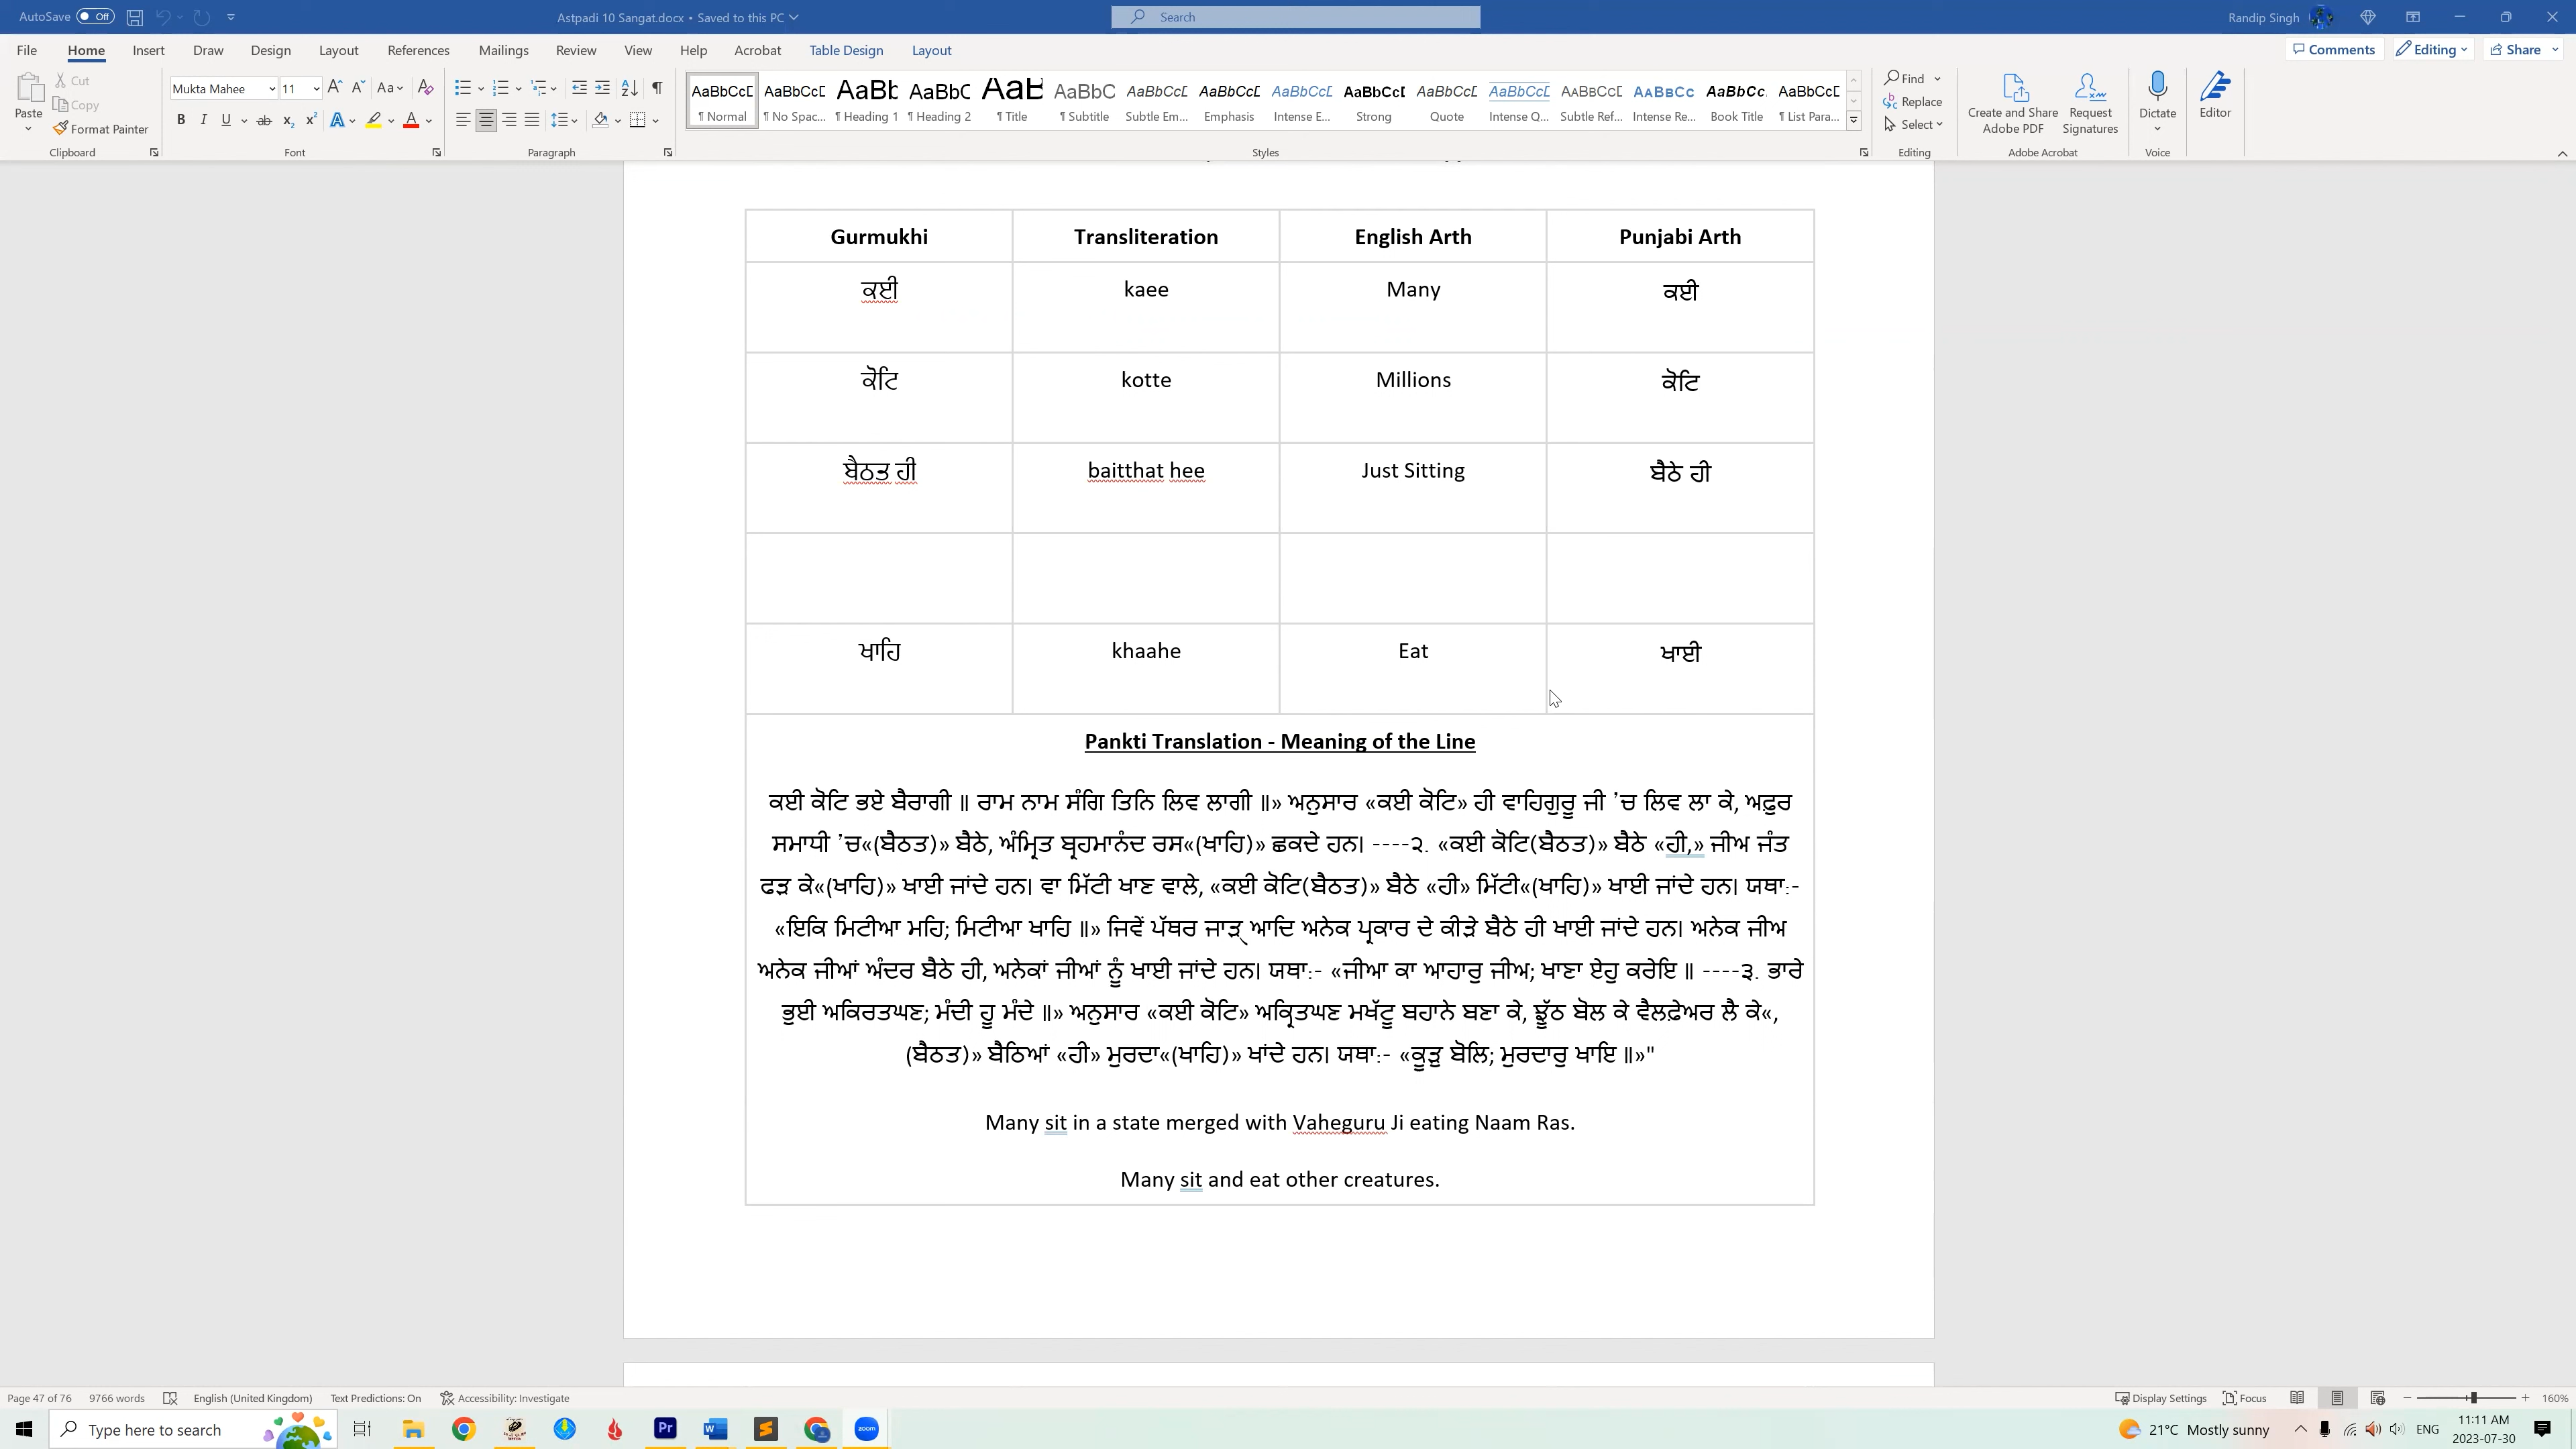 AutoSave Off
Astpadi 10 Sangat.docx • Saved to this PC
Search
Randip Singh
File Home Insert Draw Design Layout References Mailings Review View Help Acrobat Table Design Layout
Comments Editing Share
Paste
Cut
Copy
Format Painter
Clipboard
Mukta Mahee 11
Font
Paragraph
AaBbCcD ¶ Normal
AaBbCcD ¶ No Spac...
AaBb ¶ Heading 1
AaBbC ¶ Heading 2
AaB ¶ Title
AaBbC ¶ Subtitle
AaBbCcD Subtle Em...
AaBbCcD Emphasis
AaBbCcD Intense E...
AaBbCcD Strong
AaBbCcD Quote
AaBbCcD Intense Q...
AaBbCcD Subtle Ref...
AaBbCc Intense Re...
AaBbCc Book Title
AaBbCcD ¶ List Para...
Styles
Find
Replace
Select
Editing
Create and Share Adobe PDF
Request Signatures
Adobe Acrobat
Dictate
Voice
Editor
Gurmukhi Transliteration English Arth Punjabi Arth
ਕਈ kaee Many ਕਈ
ਕੋਟਿ kotte Millions ਕੋਟਿ
ਬੈਠਤ ਹੀ baitthat hee Just Sitting ਬੈਠੇ ਹੀ
ਖਾਹਿ khaahe Eat ਖਾਈ
Pankti Translation - Meaning of the Line
ਕਈ ਕੋਟਿ ਭਏ ਬੈਰਾਗੀ ॥ ਰਾਮ ਨਾਮ ਸੰਗਿ ਤਿਨਿ ਲਿਵ ਲਾਗੀ ॥» ਅਨੁਸਾਰ «ਕਈ ਕੋਟਿ» ਹੀ ਵਾਹਿਗੁਰੂ ਜੀ ’ਚ ਲਿਵ ਲਾ ਕੇ, ਅਫ਼ੁਰ
ਸਮਾਧੀ ’ਚ«(ਬੈਠਤ)» ਬੈਠੇ, ਅੰਮ੍ਰਿਤ ਬ੍ਰਹਮਾਨੰਦ ਰਸ«(ਖਾਹਿ)» ਛਕਦੇ ਹਨ। ----੨. «ਕਈ ਕੋਟਿ(ਬੈਠਤ)» ਬੈਠੇ «ਹੀ,» ਜੀਅ ਜੰਤ
ਫੜ ਕੇ«(ਖਾਹਿ)» ਖਾਈ ਜਾਂਦੇ ਹਨ। ਵਾ ਮਿੱਟੀ ਖਾਣ ਵਾਲੇ, «ਕਈ ਕੋਟਿ(ਬੈਠਤ)» ਬੈਠੇ «ਹੀ» ਮਿੱਟੀ«(ਖਾਹਿ)» ਖਾਈ ਜਾਂਦੇ ਹਨ। ਯਥਾ:-
«ਇਕਿ ਮਿਟੀਆ ਮਹਿ; ਮਿਟੀਆ ਖਾਹਿ ॥» ਜਿਵੇਂ ਪੱਥਰ ਜਾੜ੍ ਆਦਿ ਅਨੇਕ ਪ੍ਰਕਾਰ ਦੇ ਕੀੜੇ ਬੈਠੇ ਹੀ ਖਾਈ ਜਾਂਦੇ ਹਨ। ਅਨੇਕ ਜੀਅ
ਅਨੇਕ ਜੀਆਂ ਅੰਦਰ ਬੈਠੇ ਹੀ, ਅਨੇਕਾਂ ਜੀਆਂ ਨੂੰ ਖਾਈ ਜਾਂਦੇ ਹਨ। ਯਥਾ:- «ਜੀਆ ਕਾ ਆਹਾਰੁ ਜੀਅ; ਖਾਣਾ ਏਹੁ ਕਰੇਇ ॥ ----੩. ਭਾਰੇ
ਭੁਈ ਅਕਿਰਤਘਣ; ਮੰਦੀ ਹੂ ਮੰਦੇ ॥» ਅਨੁਸਾਰ «ਕਈ ਕੋਟਿ» ਅਕ੍ਰਿਤਘਣ ਮਖੱਟੂ ਬਹਾਨੇ ਬਣਾ ਕੇ, ਝੂੱਠ ਬੋਲ ਕੇ ਵੈਲਫ਼ੇਅਰ ਲੈ ਕੇ«,
(ਬੈਠਤ)» ਬੈਠਿਆਂ «ਹੀ» ਮੁਰਦਾ«(ਖਾਹਿ)» ਖਾਂਦੇ ਹਨ। ਯਥਾ:- «ਕੂੜੁ ਬੋਲਿ; ਮੁਰਦਾਰੁ ਖਾਇ ॥»"
Many sit in a state merged with Vaheguru Ji eating Naam Ras.
Many sit and eat other creatures.
Page 47 of 76 9766 words English (United Kingdom) Text Predictions: On Accessibility: Investigate
Display Settings Focus 160%
Type here to search
Pr
zoom
21°C Mostly sunny
ENG
11:11 AM
2023-07-30